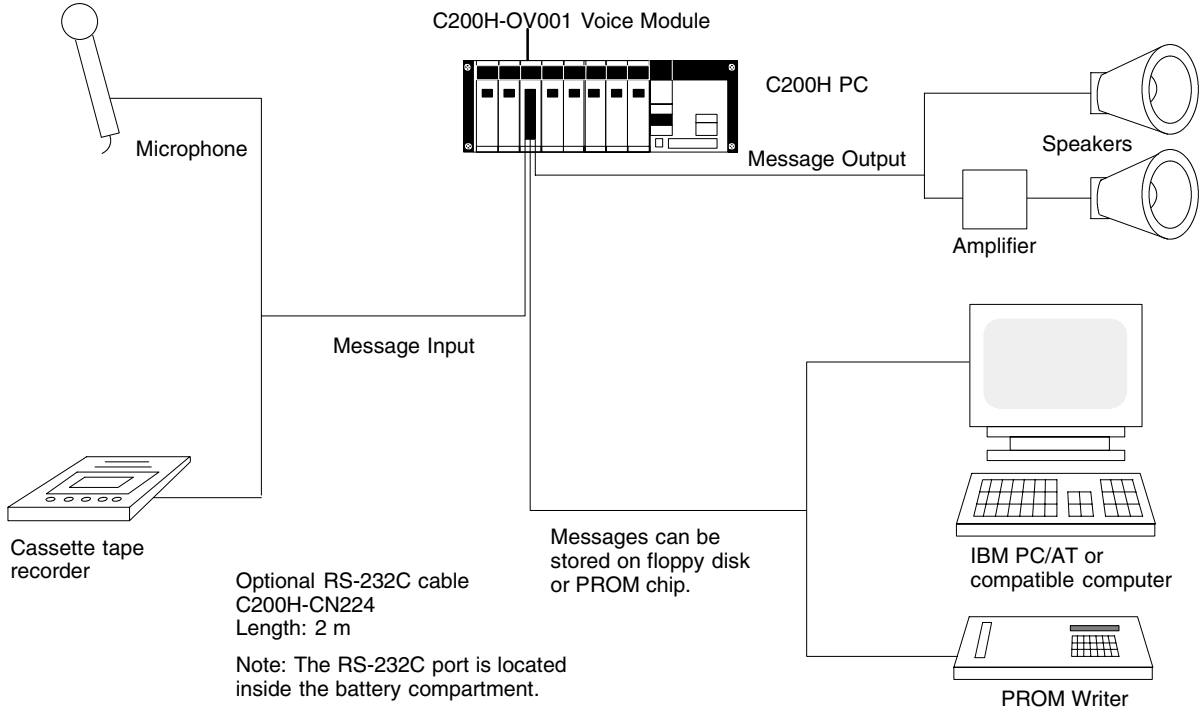 C200H-OV001 Voice Module
C200H PC
Microphone
Message Output
Speakers
Amplifier
Message Input
Cassette tape
recorder
Optional RS-232C cable
C200H-CN224
Length: 2 m
Note: The RS-232C port is located
inside the battery compartment.
Messages can be
stored on floppy disk
or PROM chip.
IBM PC/AT or
compatible computer
PROM Writer